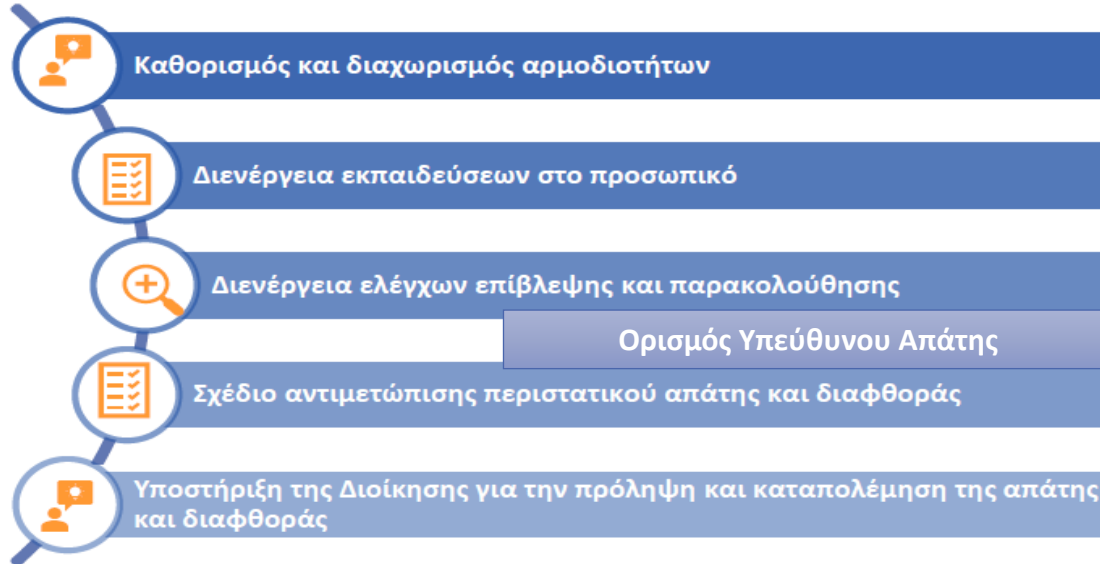 Καθορισμός και διαχωρισμός αρμοδιοτήτων
Διενέργεια εκπαιδεύσεων στο προσωπικό
Διενέργεια ελέγχων επίβλεψης και παρακολούθησης
Ορισμός Υπεύθυνου Απάτης
Σχέδιο αντιμετώπισης περιστατικού απάτης και διαφθοράς
Υποστήριξη της Διοίκησης για την πρόληψη και καταπολέμηση της απάτης
και διαφθοράς